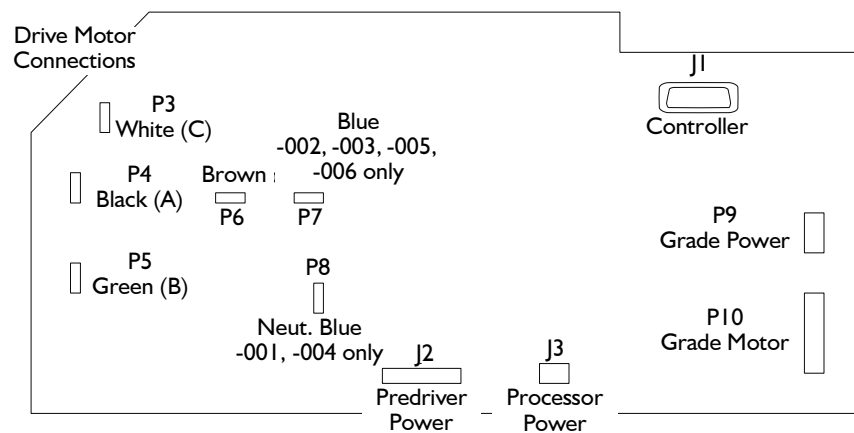 Drive Motor
Connections
P3
White (C)
P4
Black (A)
P5
Green (B)
Brown
P6
Blue
-002, -003, -005,
-006 only
P7
P8
Neut. Blue
-001, -004 only
J2
Predriver
Power
J3
Processor
Power
J1
Controller
P9
Grade Power
P10
Grade Motor